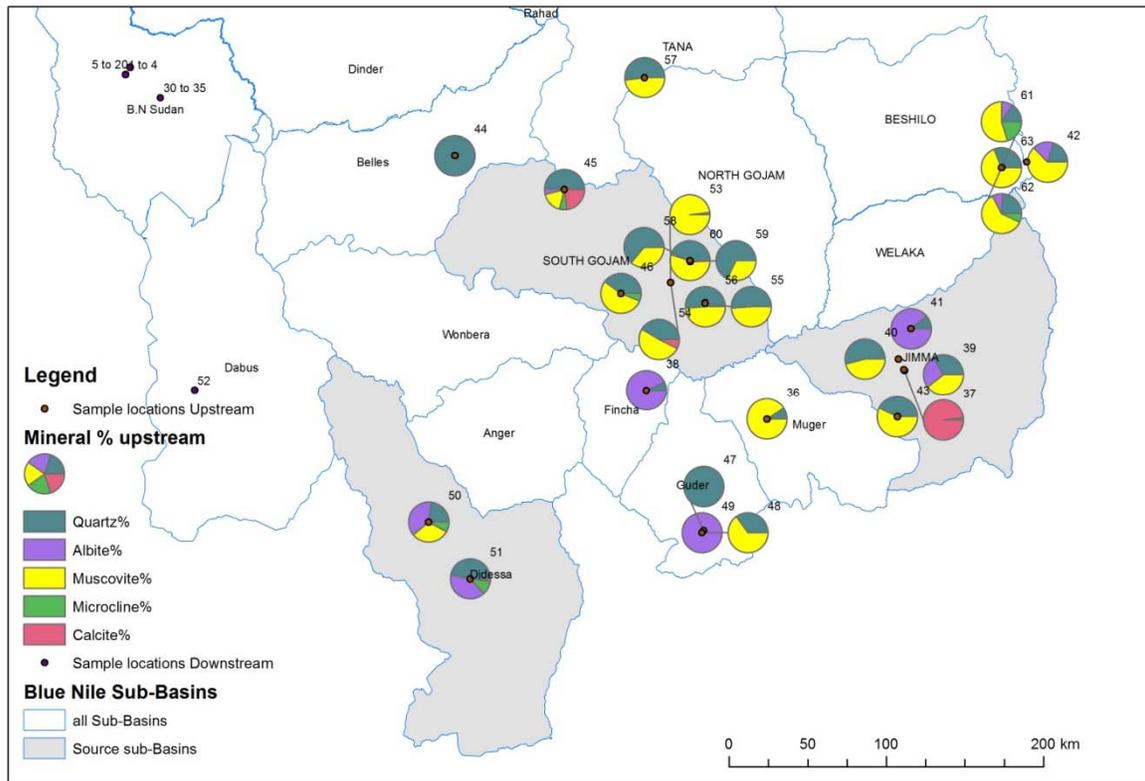 Rahad
TANA
57
5 to 201 to 4
Dinder
30 to 35
B.N Sudan
61
BESHILO
44
63
42
Belles
45
NORTH GOJAM
53
62
58
60
59
WELAKA
SOUTH GOJAM
46
56
55
41
54
40
Wonbera
JIMMA
39
Dabus
38
43
37
52
36
Fincha
Muger
Anger
47
Guder
50
49
48
51
Didessa
Legend
Sample locations Upstream
Mineral % upstream
Quartz%
Albite%
Muscovite%
Microcline%
Calcite%
Sample locations Downstream
Blue Nile Sub-Basins
all Sub-Basins
Source sub-Basins
0 50 100 200 km